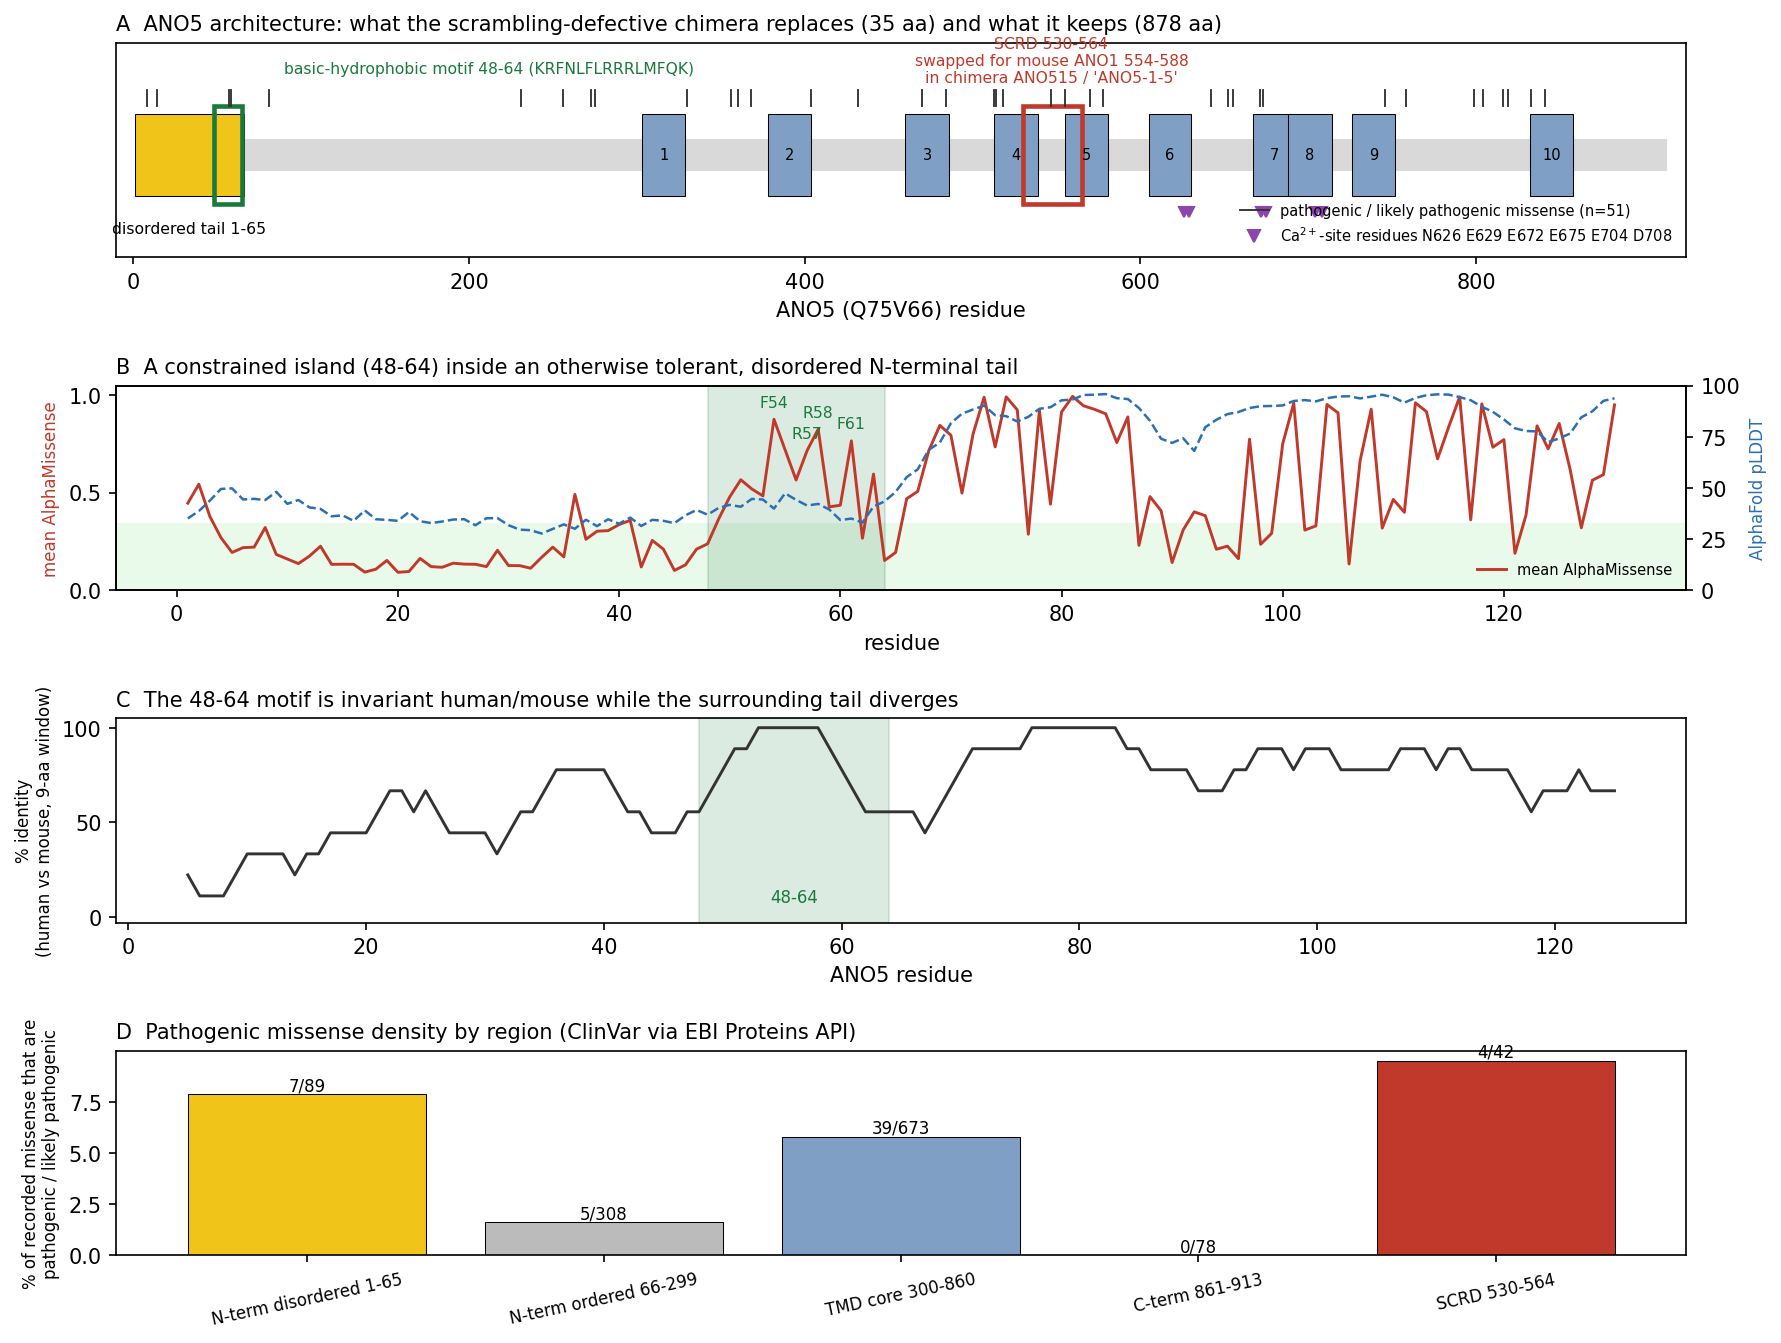 A  ANO5 architecture: what the scrambling-defective chimera replaces (35 aa) and what it keeps (878 aa)
SCRD 530-564
swapped for mouse ANO1 554-588
in chimera ANO515 / 'ANO5-1-5'
basic-hydrophobic motif 48-64 (KRFNLFLRRRLMFQK)
1
2
3
4
5
6
7
8
9
10
disordered tail 1-65
pathogenic / likely pathogenic missense (n=51)
Ca2+-site residues N626 E629 E672 E675 E704 D708
0
200
400
600
800
ANO5 (Q75V66) residue
B  A constrained island (48-64) inside an otherwise tolerant, disordered N-terminal tail
mean AlphaMissense
1.0
0.5
0.0
F54
R58
R57
F61
100
75
50
25
0
AlphaFold pLDDT
mean AlphaMissense
0
20
40
60
80
100
120
residue
C  The 48-64 motif is invariant human/mouse while the surrounding tail diverges
% identity
(human vs mouse, 9-aa window)
100
50
0
48-64
0
20
40
60
80
100
120
ANO5 residue
D  Pathogenic missense density by region (ClinVar via EBI Proteins API)
% of recorded missense that are
pathogenic / likely pathogenic
7.5
5.0
2.5
0.0
7/89
5/308
39/673
0/78
4/42
N-term disordered 1-65
N-term ordered 66-299
TMD core 300-860
C-term 861-913
SCRD 530-564